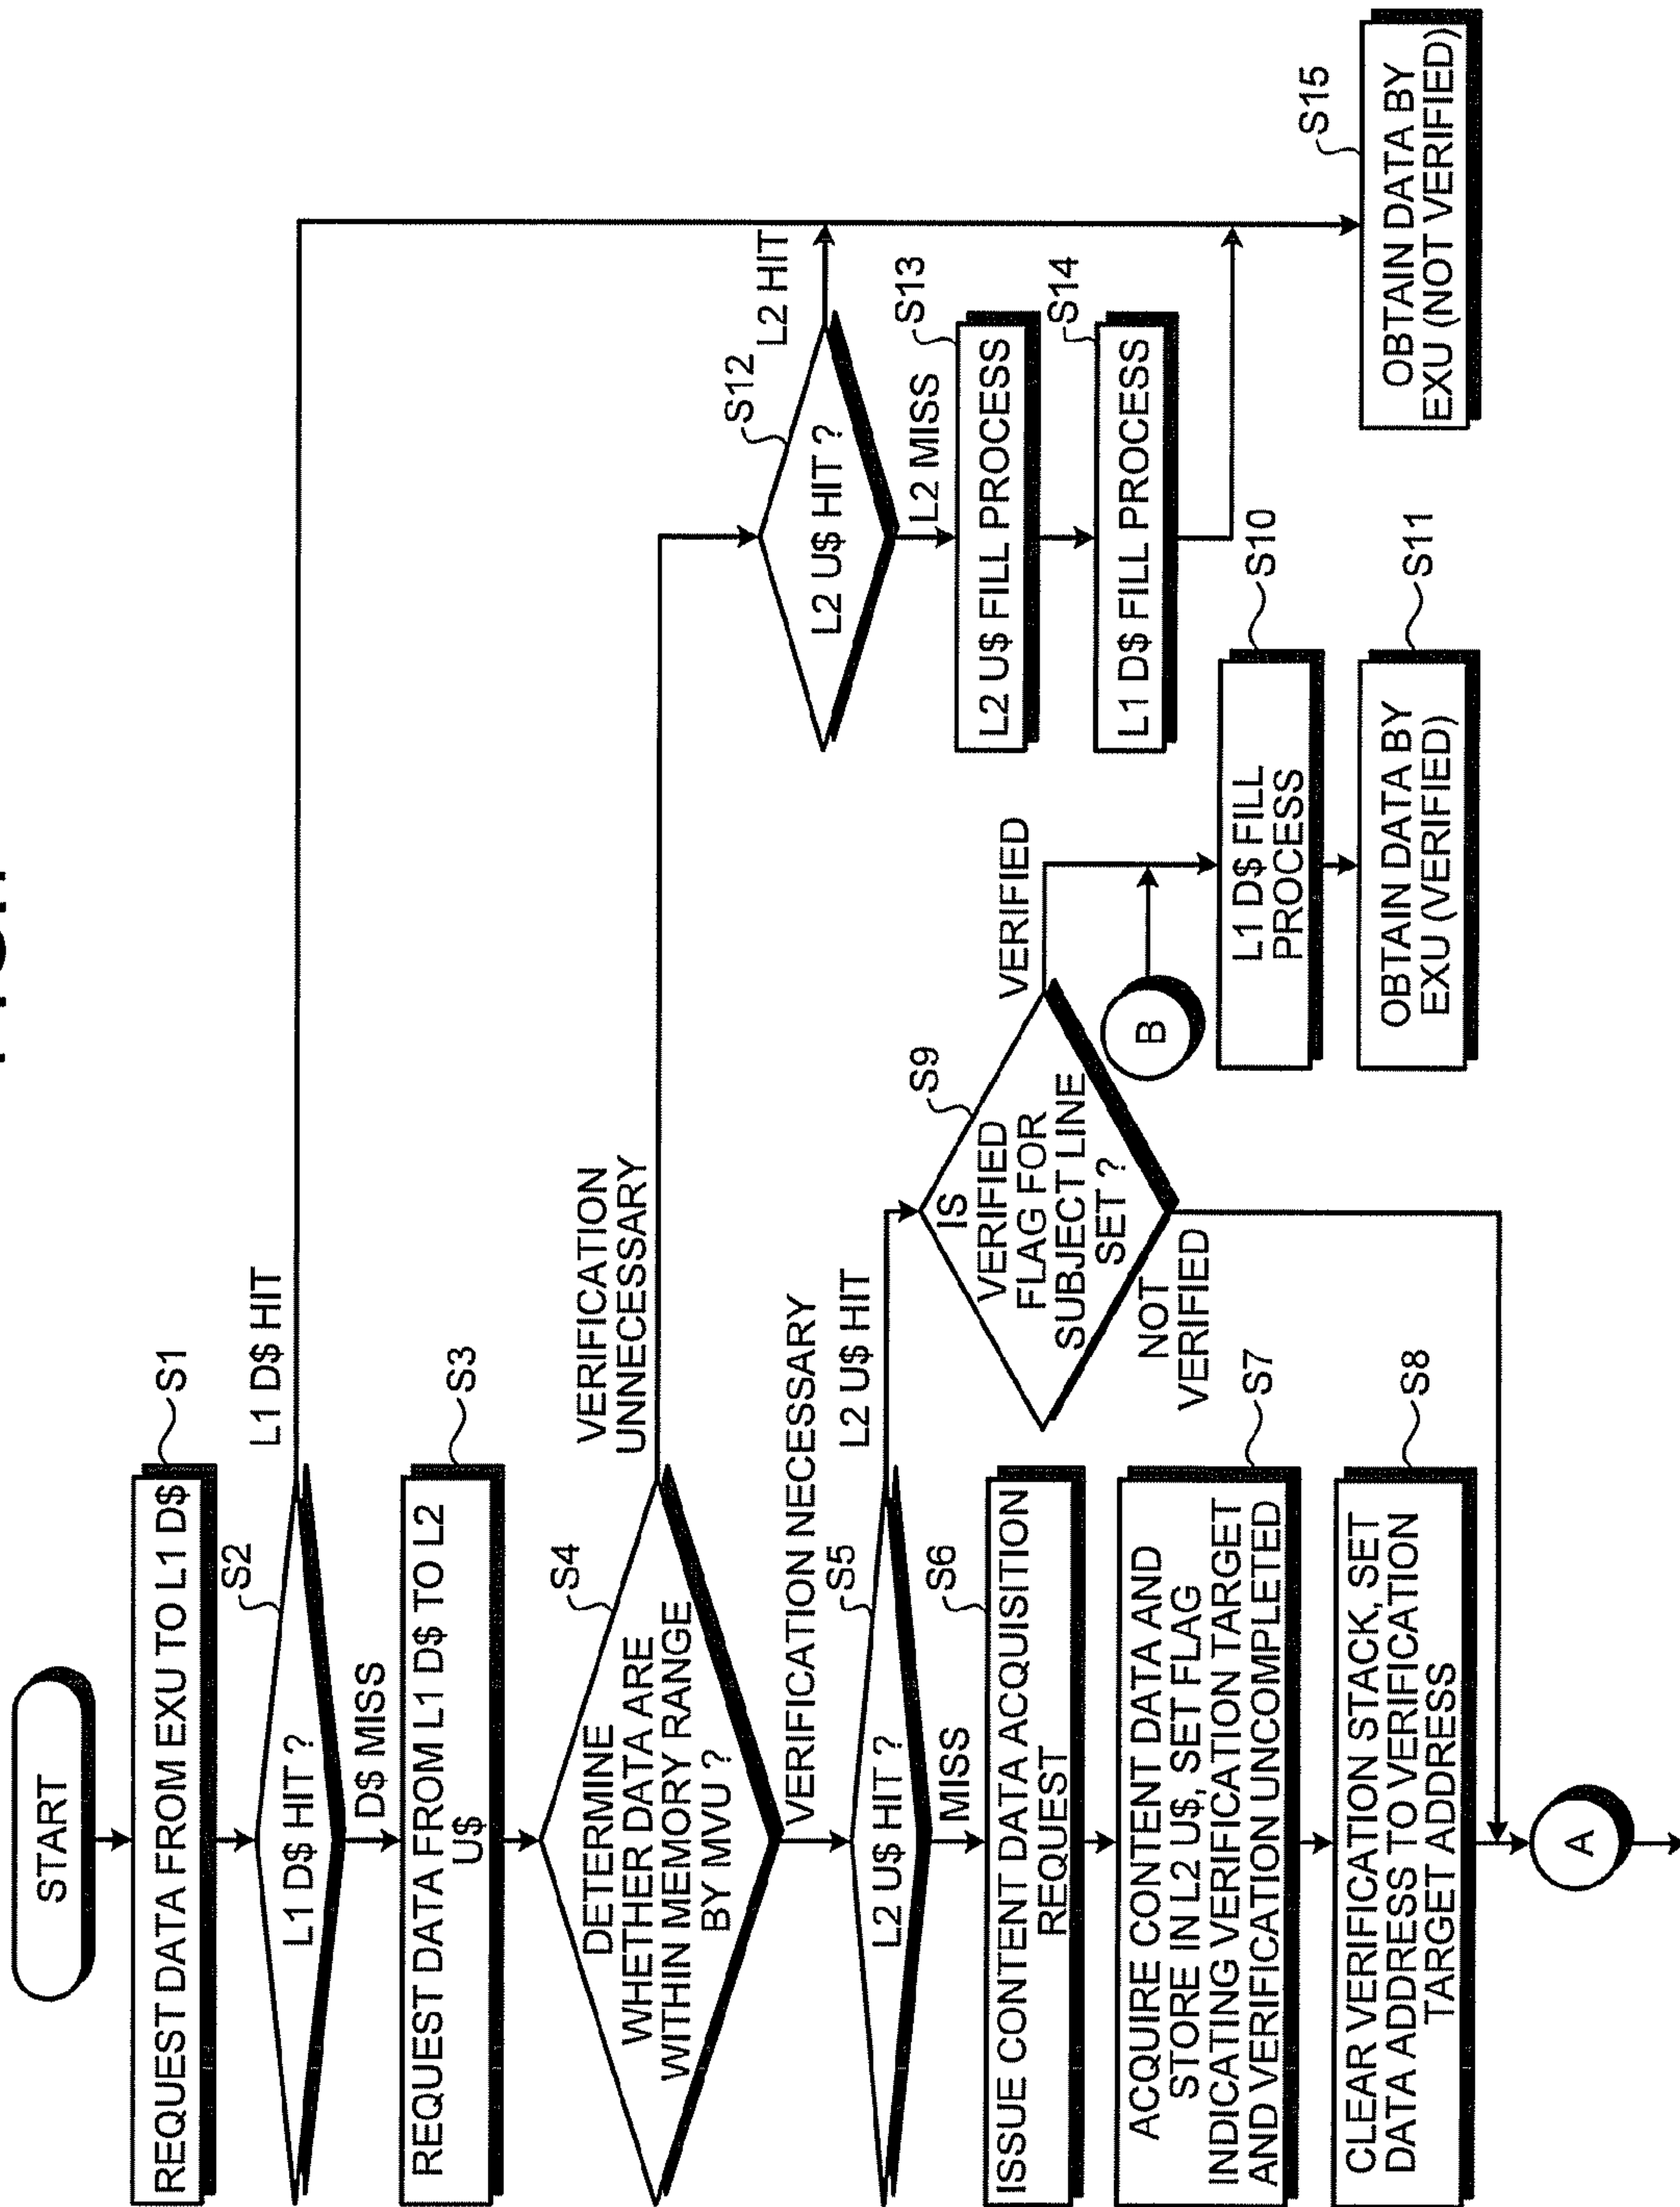 START
REQUEST DATA FROM EXU TO L1 D$
S1
L1 D$ HIT ?
S2
L1 D$ HIT
D$ MISS
REQUEST DATA FROM L1 D$ TO L2
U$
S3
DETERMINE
WHETHER DATA ARE
WITHIN MEMORY RANGE
BY MVU ?
S4
VERIFICATION
UNNECESSARY
VERIFICATION NECESSARY
L2 U$ HIT ?
S5
L2 U$ HIT
MISS
ISSUE CONTENT DATA ACQUISITION
REQUEST
S6
ACQUIRE CONTENT DATA AND
STORE IN L2 U$, SET FLAG
INDICATING VERIFICATION TARGET
AND VERIFICATION UNCOMPLETED
S7
CLEAR VERIFICATION STACK, SET
DATA ADDRESS TO VERIFICATION
TARGET ADDRESS
S8
A
IS
VERIFIED
FLAG FOR
SUBJECT LINE
SET ?
S9
VERIFIED
NOT
VERIFIED
B
L1 D$ FILL
PROCESS
S10
OBTAIN DATA BY
EXU (VERIFIED)
S11
L2 U$ HIT ?
S12
L2 HIT
L2 MISS
L2 U$ FILL PROCESS
S13
L1 D$ FILL PROCESS
S14
OBTAIN DATA BY
EXU (NOT VERIFIED)
S15